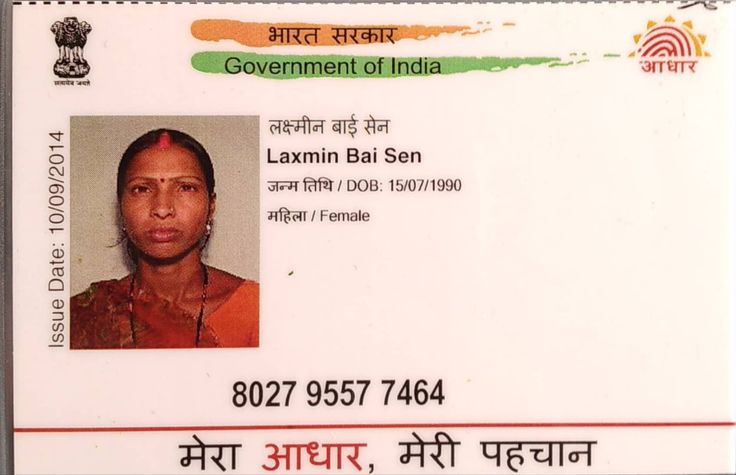 भारत सरकार
Government of India
आधार
सत्यमेव जयते
Issue Date: 10/09/2014
लक्ष्मीन बाई सेन
Laxmin Bai Sen
जन्म तिथि / DOB: 15/07/1990
महिला / Female
8027 9557 7464
मेरा आधार, मेरी पहचान